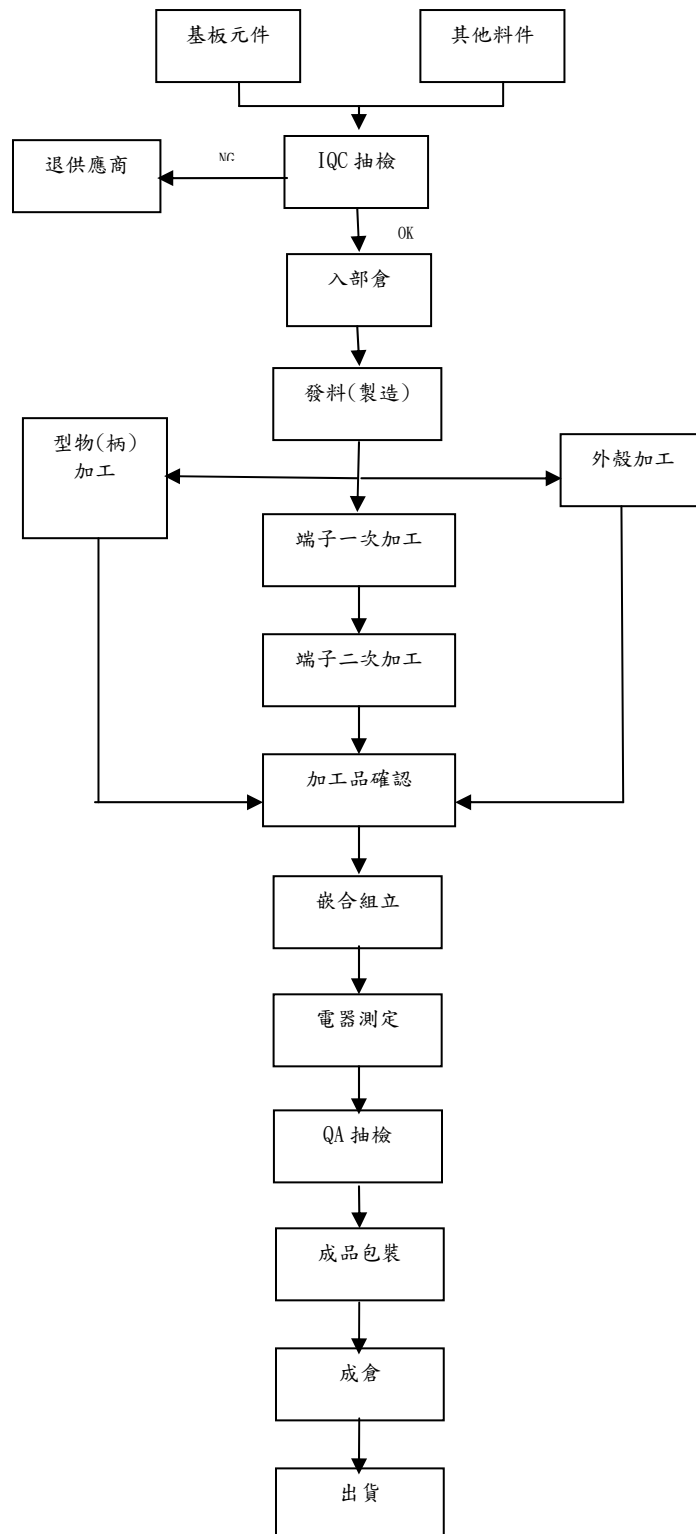 基板元件
其他料件
退供應商
NG
IQC 抽檢
OK
入部倉
發料(製造)
型物(柄)
加工
外殼加工
端子一次加工
端子二次加工
加工品確認
嵌合組立
電器測定
QA 抽檢
成品包裝
成倉
出貨